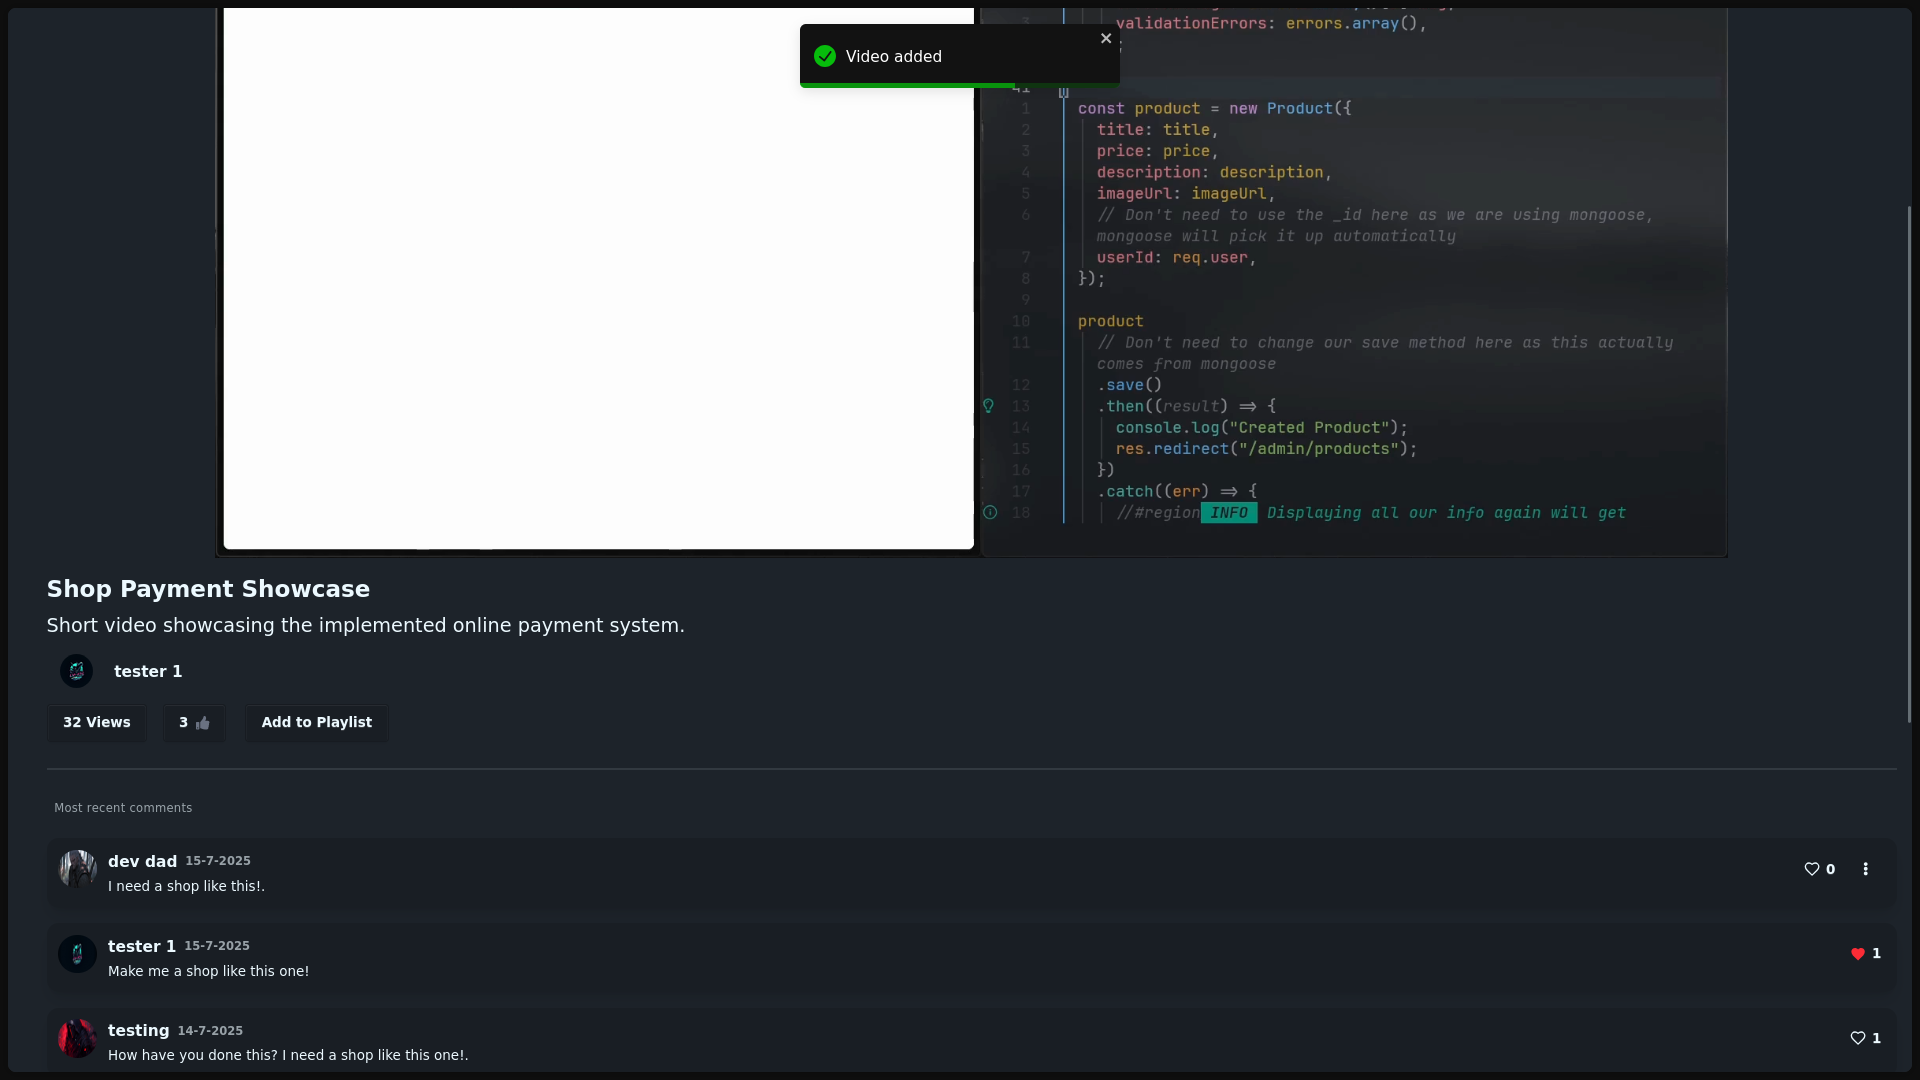 3 validationErrors: errors.array(),
;
Video added
41
1 const product = new Product({
2 title: title,
3 price: price,
4 description: description,
5 imageUrl: imageUrl,
6 // Don't need to use the _id here as we are using mongoose,
mongoose will pick it up automatically
7 userId: req.user,
8 });
9
10 product
11 // Don't need to change our save method here as this actually
comes from mongoose
12 .save()
13 .then((result) => {
14 console.log("Created Product");
15 res.redirect("/admin/products");
16 })
17 .catch((err) => {
18 //#region INFO Displaying all our info again will get
Shop Payment Showcase
Short video showcasing the implemented online payment system.
tester 1
32 Views 3 Add to Playlist
Most recent comments
dev dad 15-7-2025
I need a shop like this!.
0
tester 1 15-7-2025
Make me a shop like this one!
1
testing 14-7-2025
How have you done this? I need a shop like this one!.
1